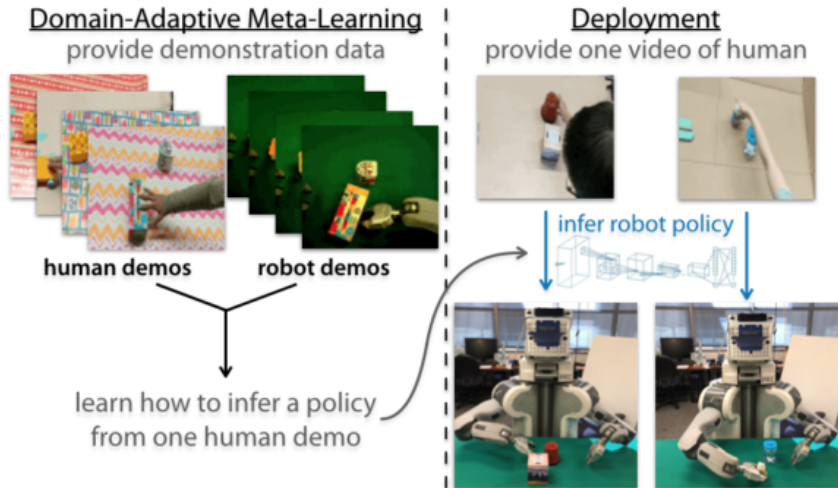 Domain-Adaptive Meta-Learning
provide demonstration data
human demos
robot demos
learn how to infer a policy
from one human demo
Deployment
provide one video of human
infer robot policy